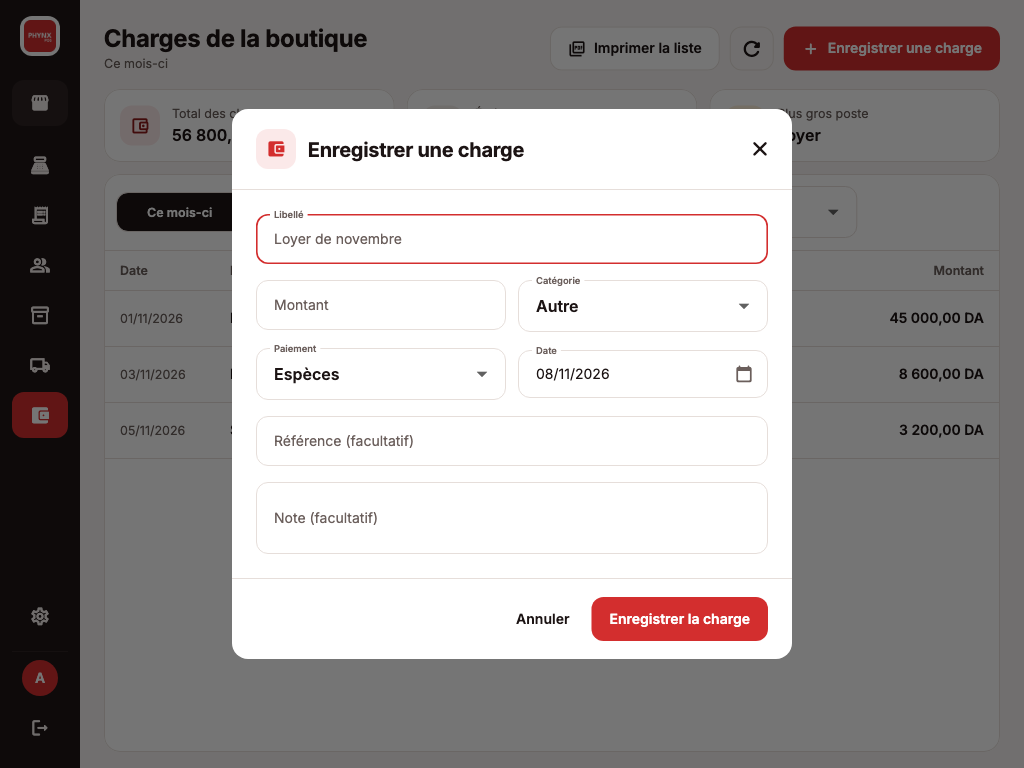 PHYNX
Charges de la boutique
Ce mois-ci
Imprimer la liste
Enregistrer une charge
Total des
56 800,
plus gros poste
Loyer
Ce mois-ci
Date
Montant
01/11/2026
45 000,00 DA
03/11/2026
8 600,00 DA
05/11/2026
3 200,00 DA
Enregistrer une charge
Libellé
Loyer de novembre
Montant
Catégorie
Autre
Paiement
Espèces
Date
08/11/2026
Référence (facultatif)
Note (facultatif)
Annuler
Enregistrer la charge
A